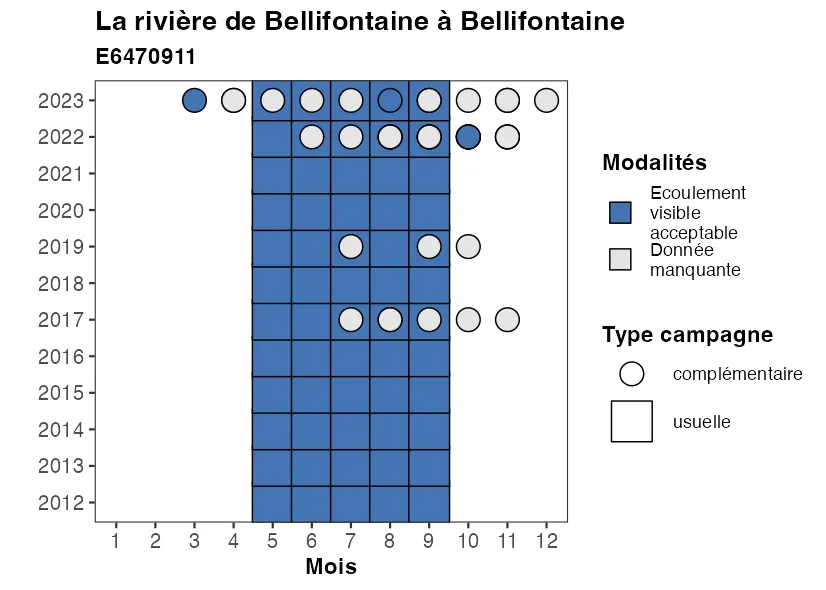 La rivière de Bellifontaine à Bellifontaine
E6470911
2023
2022
2021
2020
2019
2018
2017
2016
2015
2014
2013
2012
1 2 3 4 5 6 7 8 9 10 11 12
Mois
Modalités
Ecoulement
visible
acceptable
Donnée
manquante
Type campagne
complémentaire
usuelle